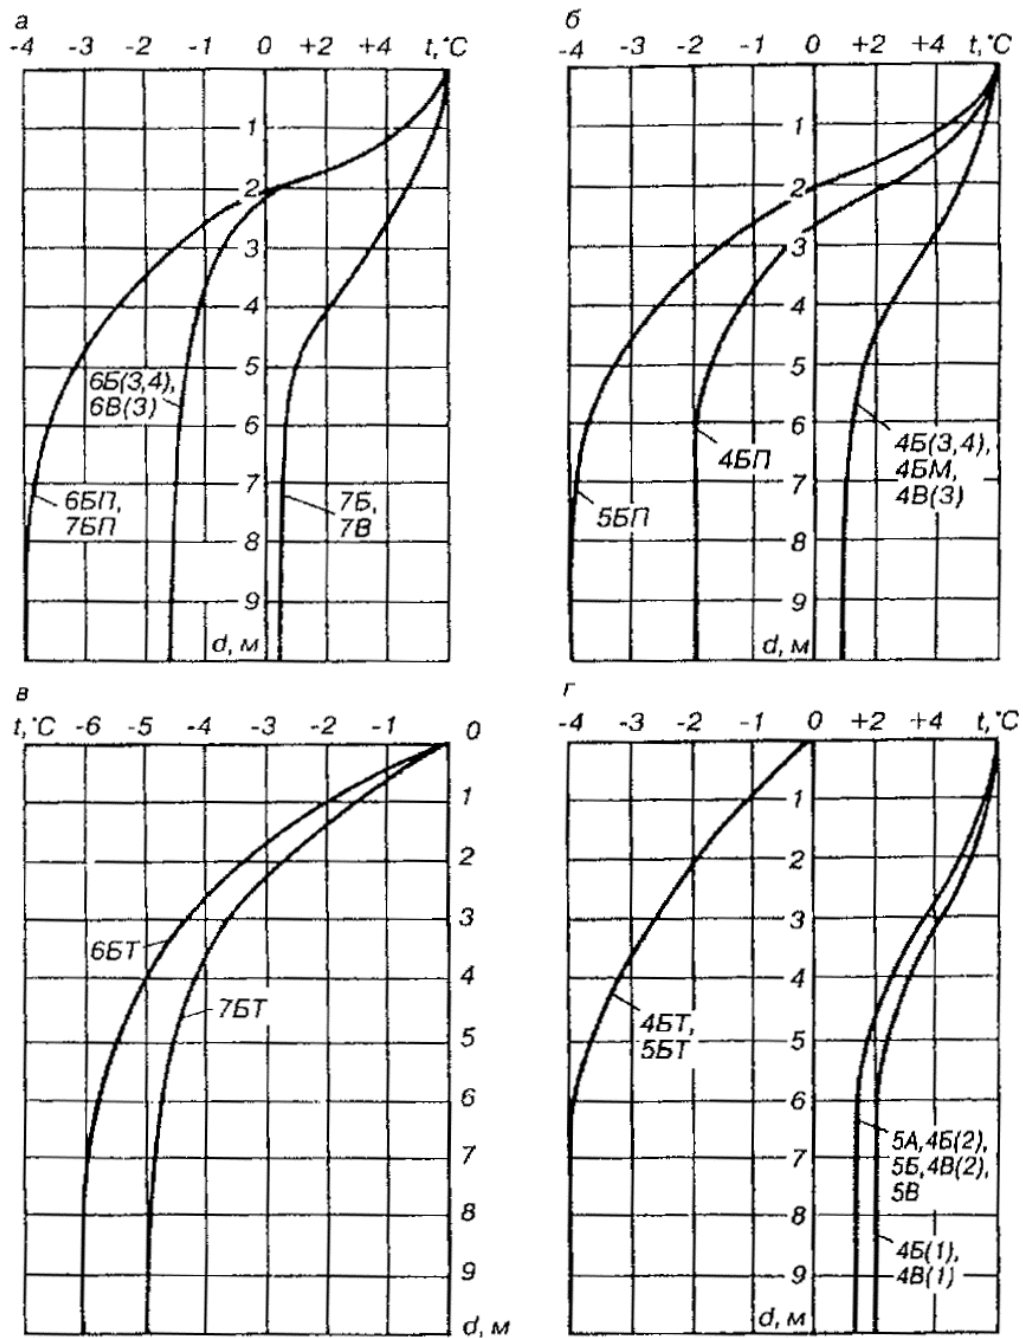 а
-4 -3 -2 -1 0 +2 +4 t,°C
1
2
3
4
5
6
7
8
9
d, м
6Б(3,4),
6В(3)
6БП,
7БП
7Б,
7В
б
-4 -3 -2 -1 0 +2 +4 t,°C
1
2
3
4
5
6
7
8
9
d, м
4БП
5БП
4Б(3,4),
4БМ,
4В(3)
в
t,°C -6 -5 -4 -3 -2 -1 0
1
2
3
4
5
6
7
8
9
d, м
6БТ
7БТ
г
-4 -3 -2 -1 0 +2 +4 t,°C
1
2
3
4
5
6
7
8
9
d, м
4БТ,
5БТ
5А,4Б(2),
5Б,4В(2),
5В
4Б(1),
4В(1)